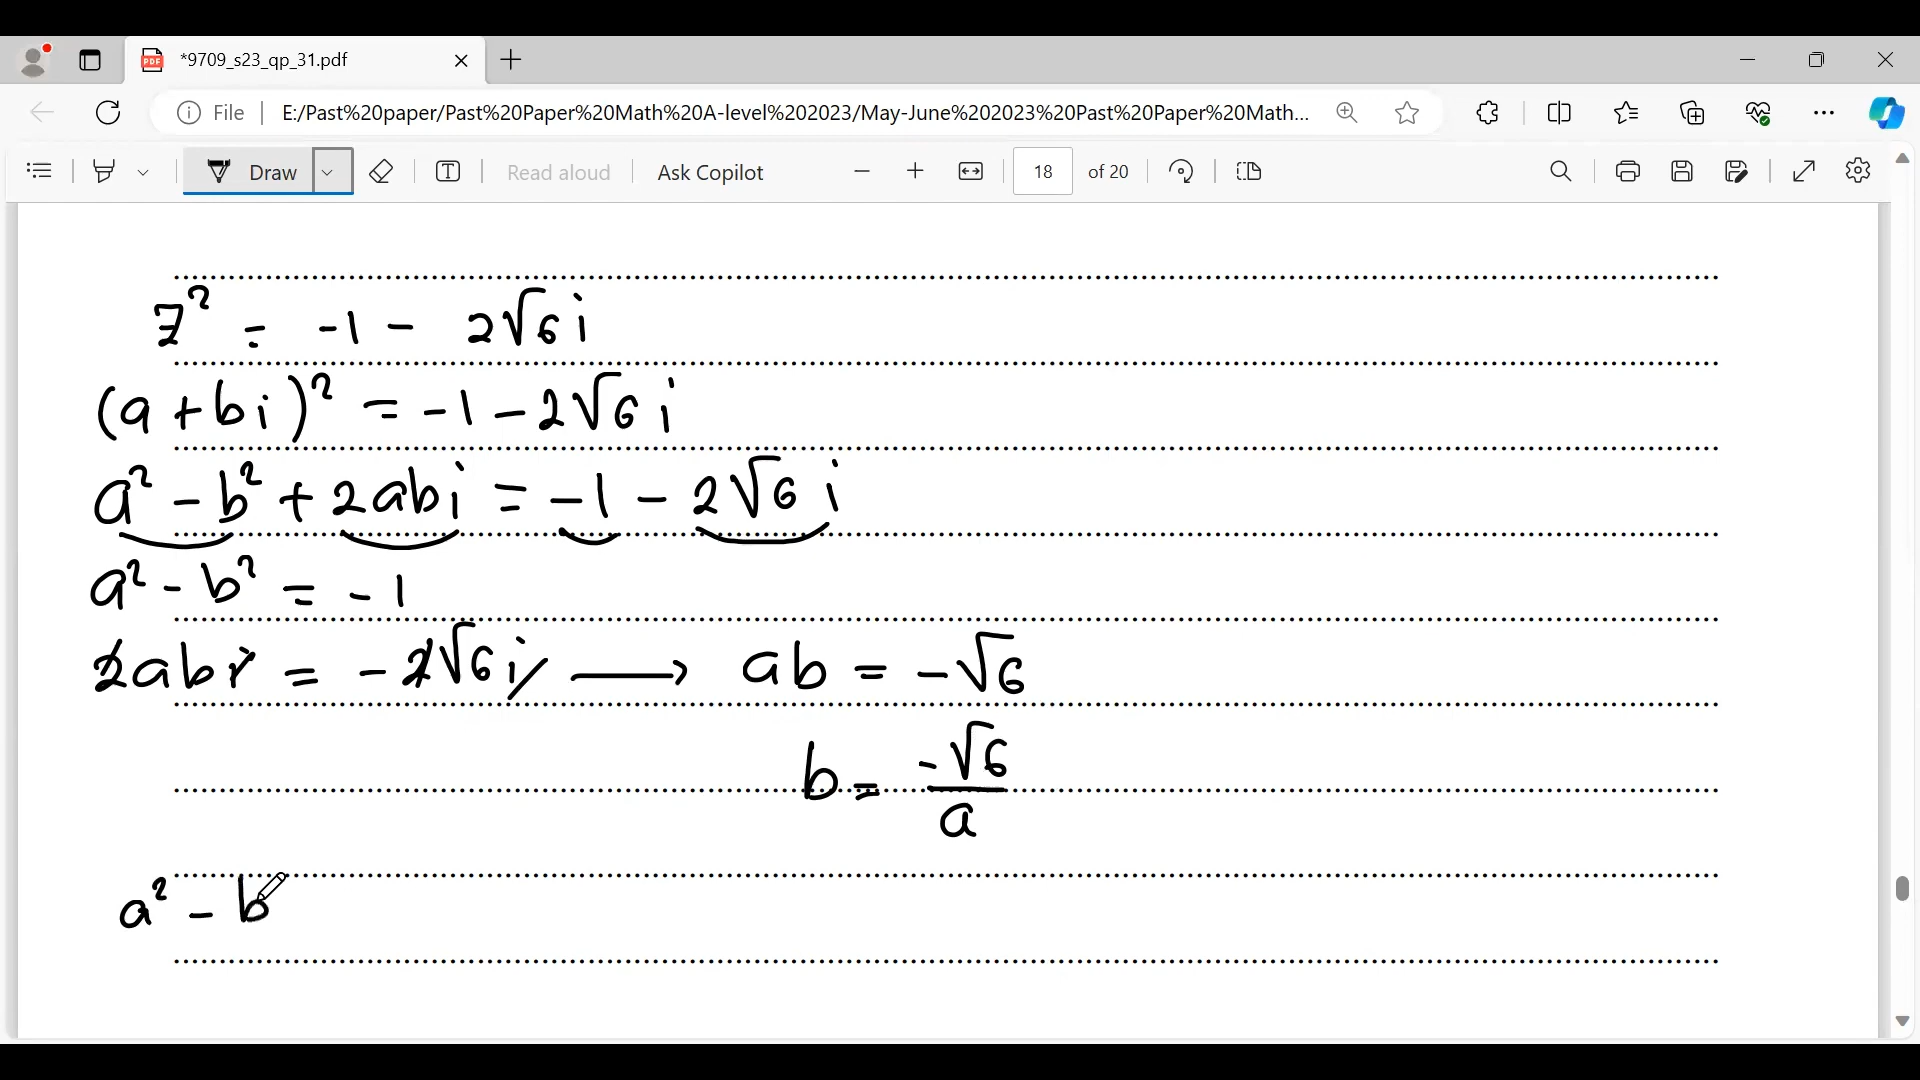 *9709_s23_qp_31.pdf
File | E:/Past%20paper/Past%20Paper%20Math%20A-level%202023/May-June%202023%20Past%20Paper%20Math...
Draw Read aloud Ask Copilot 18 of 20
z² = -1 - 2√6 i
(a + bi)² = -1 - 2√6 i
a² - b² + 2abi = -1 - 2√6 i
a² - b² = -1
2abi = -2√6 i → ab = -√6
b = -√6/a
a² - b